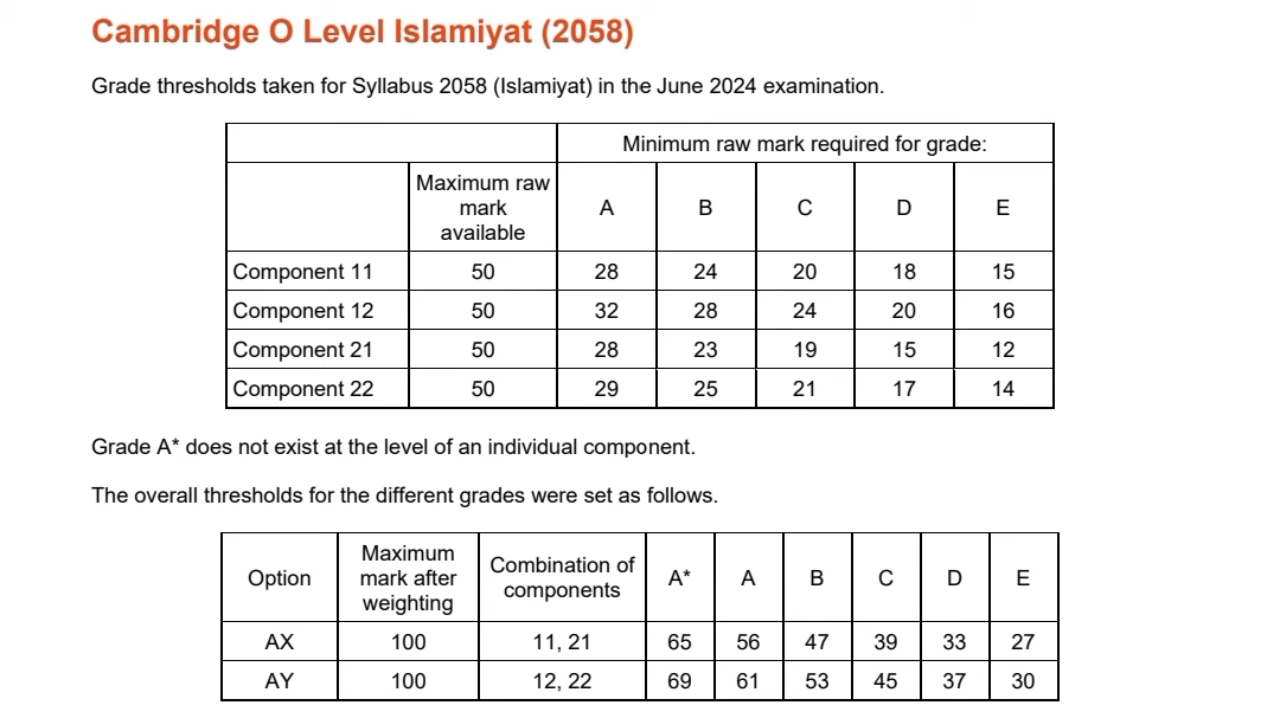 Cambridge O Level Islamiyat (2058)
Grade thresholds taken for Syllabus 2058 (Islamiyat) in the June 2024 examination.
Minimum raw mark required for grade:
Maximum raw mark available A B C D E
Component 11 50 28 24 20 18 15
Component 12 50 32 28 24 20 16
Component 21 50 28 23 19 15 12
Component 22 50 29 25 21 17 14
Grade A* does not exist at the level of an individual component.
The overall thresholds for the different grades were set as follows.
Option Maximum mark after weighting Combination of components A* A B C D E
AX 100 11, 21 65 56 47 39 33 27
AY 100 12, 22 69 61 53 45 37 30